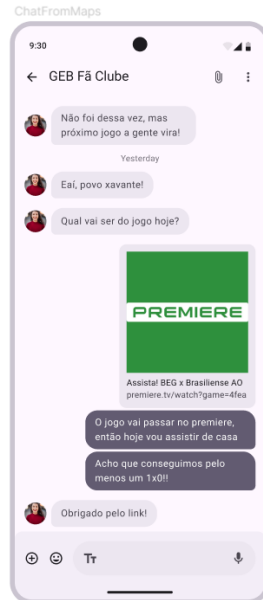 ChatFromMaps
9:30
GEB Fã Clube
Não foi dessa vez, mas
próximo jogo a gente vira!
Yesterday
Eaí, povo xavante!
Qual vai ser do jogo hoje?
PREMIERE
Assista! BEG x Brasiliense AO
premiere.tv/watch?game=4fea
O jogo vai passar no premiere,
então hoje vou assistir de casa
Acho que conseguimos pelo
menos um 1x0!!
Obrigado pelo link!
Tт